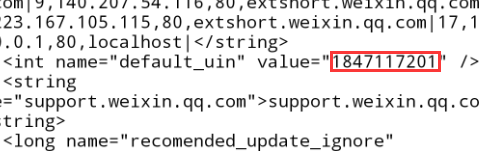 com|9,140.207.54.116,80,extshort.weixin.qq.com
223.167.105.115,80,extshort.weixin.qq.com|17,1
0.0.1,80,localhost|</string>
<int name="default_uin" value="1847117201" />
<string
e="support.weixin.qq.com">support.weixin.qq.co
string>
<long name="recomended_update_ignore"